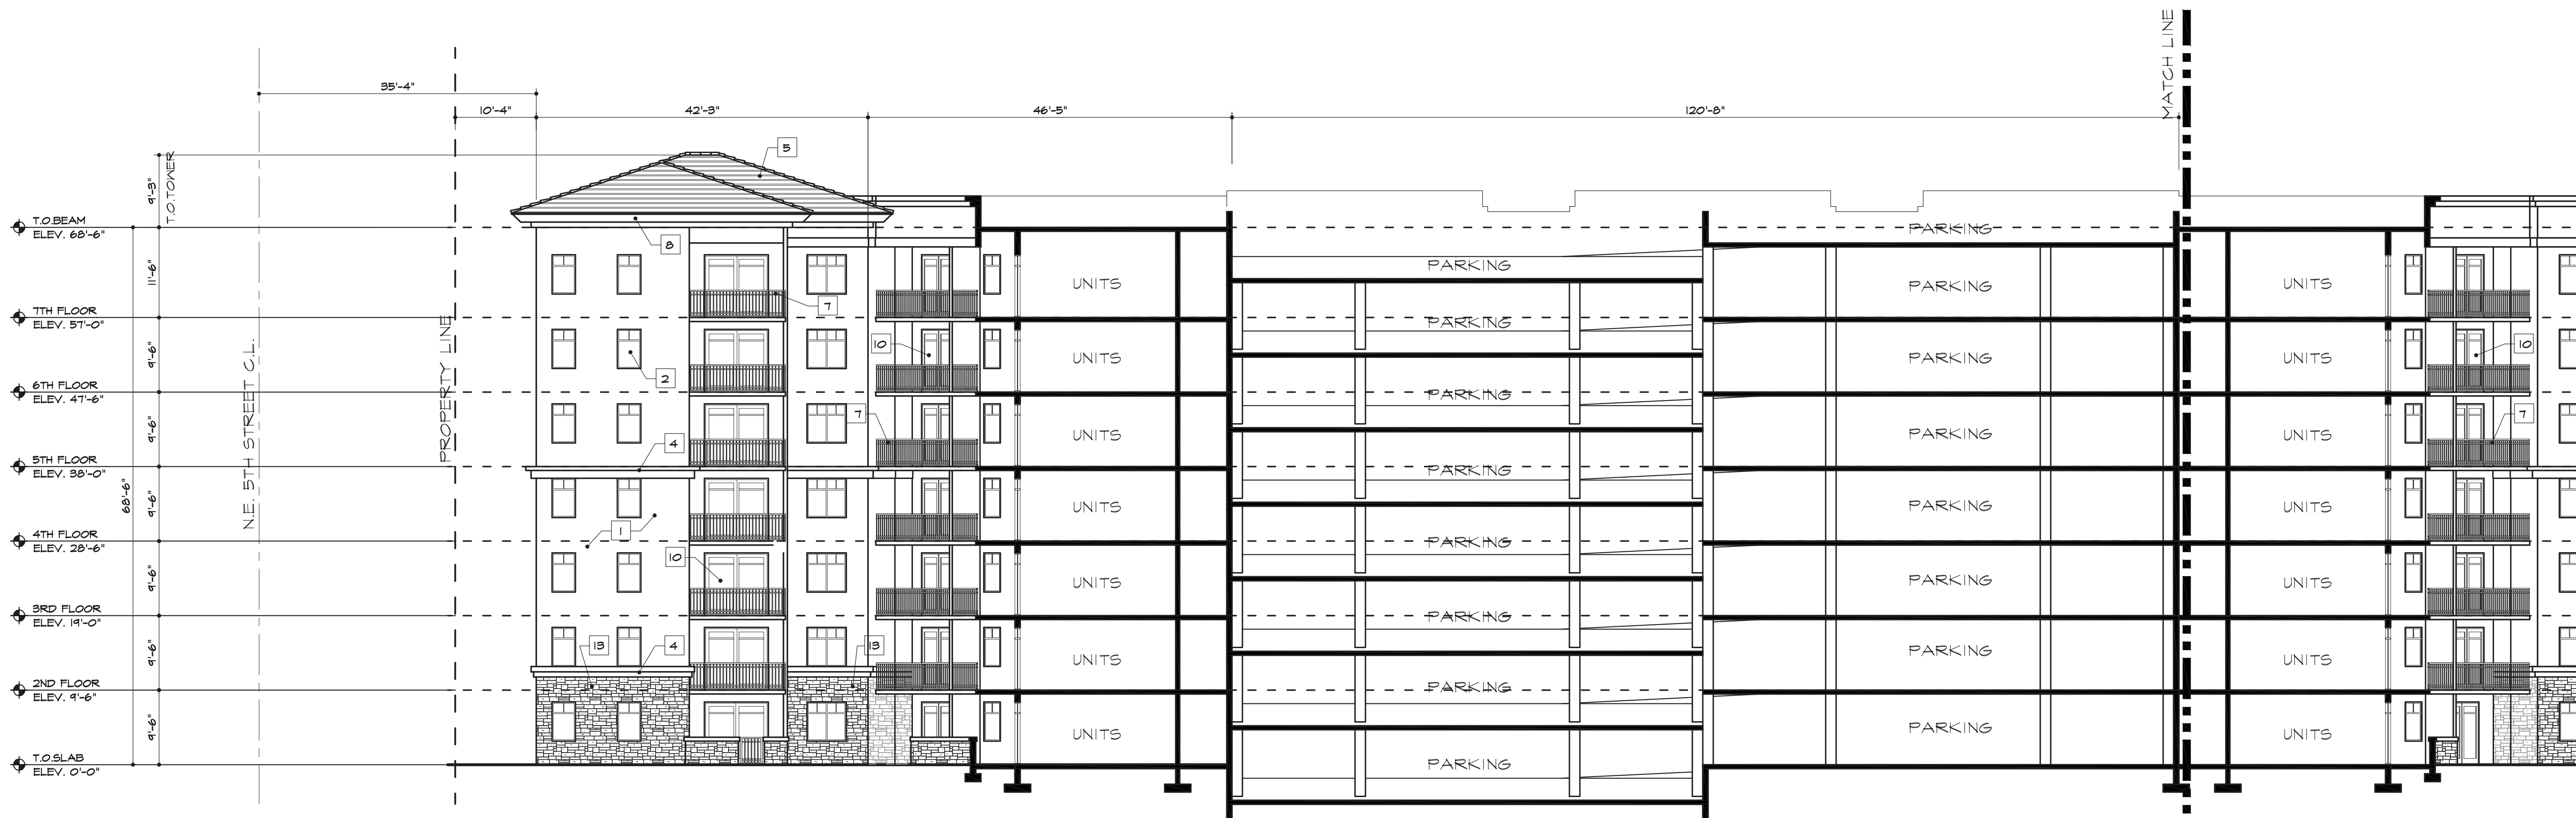 MATCH LINE
35'-4"
10'-4"
42'-3"
46'-5"
120'-8"
5
T.O.TOWER
9'-3"
T.O.BEAM
ELEV. 68'-6"
8
PARKING
PARKING
11'-6"
UNITS
PARKING
UNITS
7
7TH FLOOR
ELEV. 57'-0"
PARKING
PROPERTY LINE
N.E. 5TH STREET C.L.
9'-6"
10
UNITS
PARKING
UNITS
10
2
6TH FLOOR
ELEV. 47'-6"
PARKING
9'-6"
7
7
4
UNITS
PARKING
UNITS
5TH FLOOR
ELEV. 38'-0"
PARKING
68'-6"
9'-6"
UNITS
PARKING
UNITS
1
4TH FLOOR
ELEV. 28'-6"
PARKING
10
9'-6"
UNITS
PARKING
UNITS
3RD FLOOR
ELEV. 19'-0"
PARKING
9'-6"
13
4
13
UNITS
PARKING
UNITS
2ND FLOOR
ELEV. 9'-6"
PARKING
9'-6"
UNITS
PARKING
UNITS
T.O.SLAB
ELEV. 0'-0"
PARKING